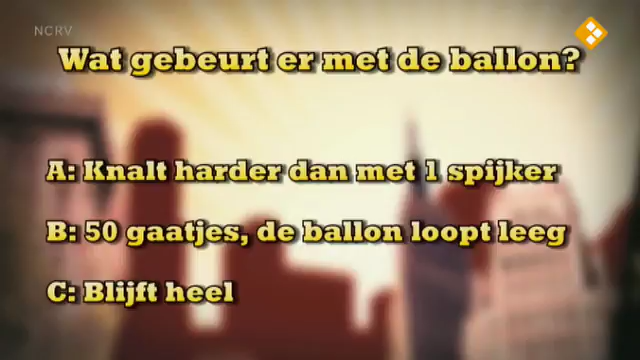 NCRV
Wat gebeurt er met de ballon?
A: Knalt harder dan met 1 spijker
B: 50 gaatjes, de ballon loopt leeg
C: Blijft heel